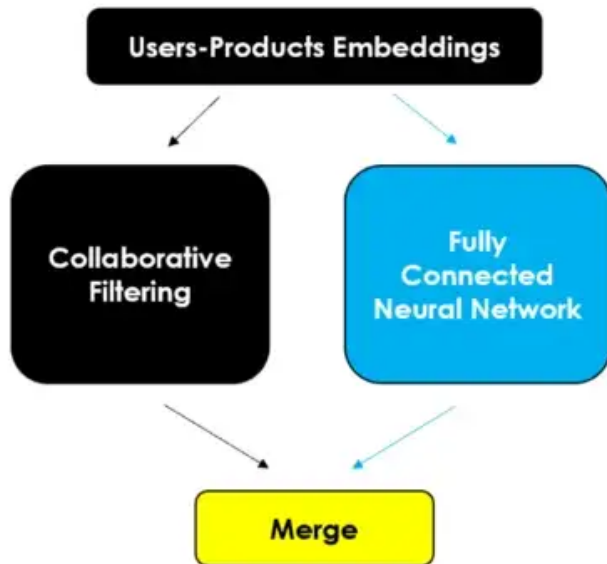 Users-Products Embeddings
Collaborative
Filtering
Fully
Connected
Neural Network
Merge